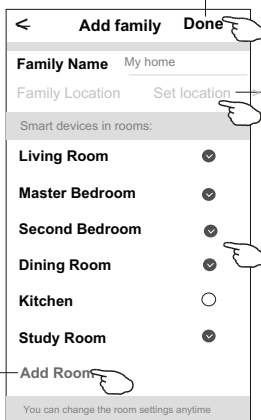 Add family Done
Family Name My home
Family Location Set location
Smart devices in rooms:
Living Room
Master Bedroom
Second Bedroom
Dining Room
Kitchen
Study Room
Add Room
You can change the room settings anytime